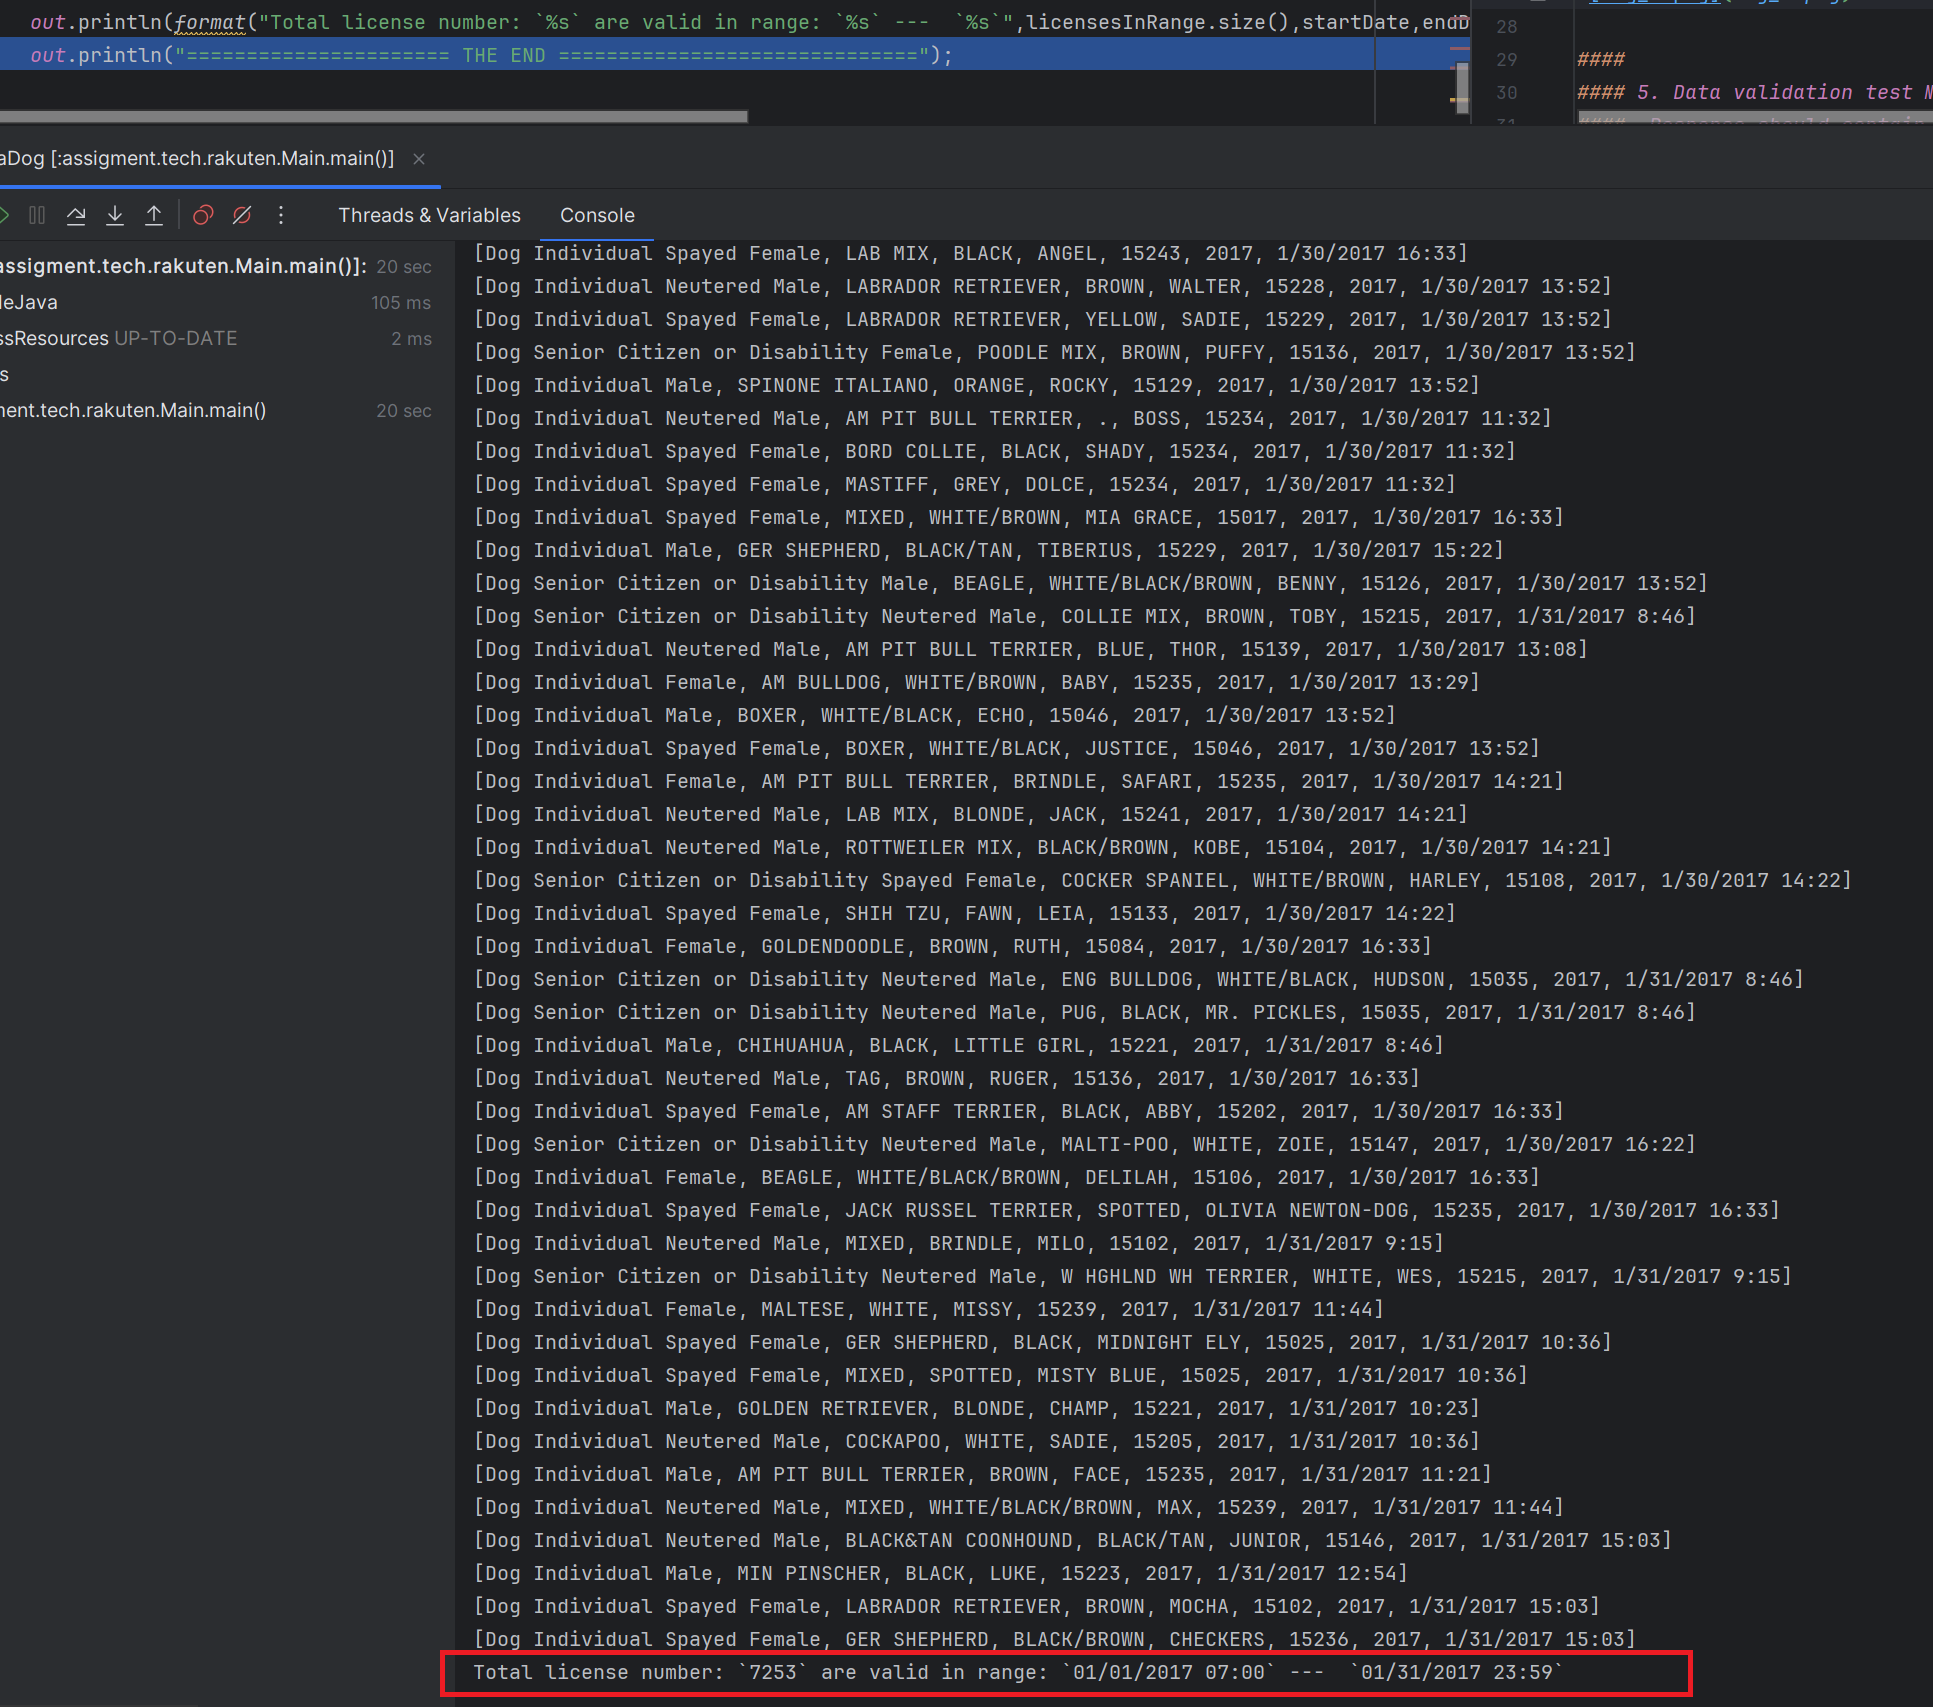 out.println(format("Total license number: `%s` are valid in range: `%s` ---  `%s`",licensesInRange.size(),startDate,endD
out.println("====================== THE END ==============================");
28
29 ####
30 #### 5. Data validation test N
aDog [:assigment.tech.rakuten.Main.main()]
Threads & Variables Console
assigment.tech.rakuten.Main.main()]: 20 sec
leJava 105 ms
ssResources UP-TO-DATE 2 ms
s
ment.tech.rakuten.Main.main() 20 sec
[Dog Individual Spayed Female, LAB MIX, BLACK, ANGEL, 15243, 2017, 1/30/2017 16:33]
[Dog Individual Neutered Male, LABRADOR RETRIEVER, BROWN, WALTER, 15228, 2017, 1/30/2017 13:52]
[Dog Individual Spayed Female, LABRADOR RETRIEVER, YELLOW, SADIE, 15229, 2017, 1/30/2017 13:52]
[Dog Senior Citizen or Disability Female, POODLE MIX, BROWN, PUFFY, 15136, 2017, 1/30/2017 13:52]
[Dog Individual Male, SPINONE ITALIANO, ORANGE, ROCKY, 15129, 2017, 1/30/2017 13:52]
[Dog Individual Neutered Male, AM PIT BULL TERRIER, ., BOSS, 15234, 2017, 1/30/2017 11:32]
[Dog Individual Spayed Female, BORD COLLIE, BLACK, SHADY, 15234, 2017, 1/30/2017 11:32]
[Dog Individual Spayed Female, MASTIFF, GREY, DOLCE, 15234, 2017, 1/30/2017 11:32]
[Dog Individual Spayed Female, MIXED, WHITE/BROWN, MIA GRACE, 15017, 2017, 1/30/2017 16:33]
[Dog Individual Male, GER SHEPHERD, BLACK/TAN, TIBERIUS, 15229, 2017, 1/30/2017 15:22]
[Dog Senior Citizen or Disability Male, BEAGLE, WHITE/BLACK/BROWN, BENNY, 15126, 2017, 1/30/2017 13:52]
[Dog Senior Citizen or Disability Neutered Male, COLLIE MIX, BROWN, TOBY, 15215, 2017, 1/31/2017 8:46]
[Dog Individual Neutered Male, AM PIT BULL TERRIER, BLUE, THOR, 15139, 2017, 1/30/2017 13:08]
[Dog Individual Female, AM BULLDOG, WHITE/BROWN, BABY, 15235, 2017, 1/30/2017 13:29]
[Dog Individual Male, BOXER, WHITE/BLACK, ECHO, 15046, 2017, 1/30/2017 13:52]
[Dog Individual Spayed Female, BOXER, WHITE/BLACK, JUSTICE, 15046, 2017, 1/30/2017 13:52]
[Dog Individual Female, AM PIT BULL TERRIER, BRINDLE, SAFARI, 15235, 2017, 1/30/2017 14:21]
[Dog Individual Neutered Male, LAB MIX, BLONDE, JACK, 15241, 2017, 1/30/2017 14:21]
[Dog Individual Neutered Male, ROTTWEILER MIX, BLACK/BROWN, KOBE, 15104, 2017, 1/30/2017 14:21]
[Dog Senior Citizen or Disability Spayed Female, COCKER SPANIEL, WHITE/BROWN, HARLEY, 15108, 2017, 1/30/2017 14:22]
[Dog Individual Spayed Female, SHIH TZU, FAWN, LEIA, 15133, 2017, 1/30/2017 14:22]
[Dog Individual Female, GOLDENDOODLE, BROWN, RUTH, 15084, 2017, 1/30/2017 16:33]
[Dog Senior Citizen or Disability Neutered Male, ENG BULLDOG, WHITE/BLACK, HUDSON, 15035, 2017, 1/31/2017 8:46]
[Dog Senior Citizen or Disability Neutered Male, PUG, BLACK, MR. PICKLES, 15035, 2017, 1/31/2017 8:46]
[Dog Individual Male, CHIHUAHUA, BLACK, LITTLE GIRL, 15221, 2017, 1/31/2017 8:46]
[Dog Individual Neutered Male, TAG, BROWN, RUGER, 15136, 2017, 1/30/2017 16:33]
[Dog Individual Spayed Female, AM STAFF TERRIER, BLACK, ABBY, 15202, 2017, 1/30/2017 16:33]
[Dog Senior Citizen or Disability Neutered Male, MALTI-POO, WHITE, ZOIE, 15147, 2017, 1/30/2017 16:22]
[Dog Individual Female, BEAGLE, WHITE/BLACK/BROWN, DELILAH, 15106, 2017, 1/30/2017 16:33]
[Dog Individual Spayed Female, JACK RUSSEL TERRIER, SPOTTED, OLIVIA NEWTON-DOG, 15235, 2017, 1/30/2017 16:33]
[Dog Individual Neutered Male, MIXED, BRINDLE, MILO, 15102, 2017, 1/31/2017 9:15]
[Dog Senior Citizen or Disability Neutered Male, W HGHLND WH TERRIER, WHITE, WES, 15215, 2017, 1/31/2017 9:15]
[Dog Individual Female, MALTESE, WHITE, MISSY, 15239, 2017, 1/31/2017 11:44]
[Dog Individual Spayed Female, GER SHEPHERD, BLACK, MIDNIGHT ELY, 15025, 2017, 1/31/2017 10:36]
[Dog Individual Spayed Female, MIXED, SPOTTED, MISTY BLUE, 15025, 2017, 1/31/2017 10:36]
[Dog Individual Male, GOLDEN RETRIEVER, BLONDE, CHAMP, 15221, 2017, 1/31/2017 10:23]
[Dog Individual Neutered Male, COCKAPOO, WHITE, SADIE, 15205, 2017, 1/31/2017 10:36]
[Dog Individual Male, AM PIT BULL TERRIER, BROWN, FACE, 15235, 2017, 1/31/2017 11:21]
[Dog Individual Neutered Male, MIXED, WHITE/BLACK/BROWN, MAX, 15239, 2017, 1/31/2017 11:44]
[Dog Individual Neutered Male, BLACK&TAN COONHOUND, BLACK/TAN, JUNIOR, 15146, 2017, 1/31/2017 15:03]
[Dog Individual Male, MIN PINSCHER, BLACK, LUKE, 15223, 2017, 1/31/2017 12:54]
[Dog Individual Spayed Female, LABRADOR RETRIEVER, BROWN, MOCHA, 15102, 2017, 1/31/2017 15:03]
[Dog Individual Spayed Female, GER SHEPHERD, BLACK/BROWN, CHECKERS, 15236, 2017, 1/31/2017 15:03]
Total license number: `7253` are valid in range: `01/01/2017 07:00` ---  `01/31/2017 23:59`